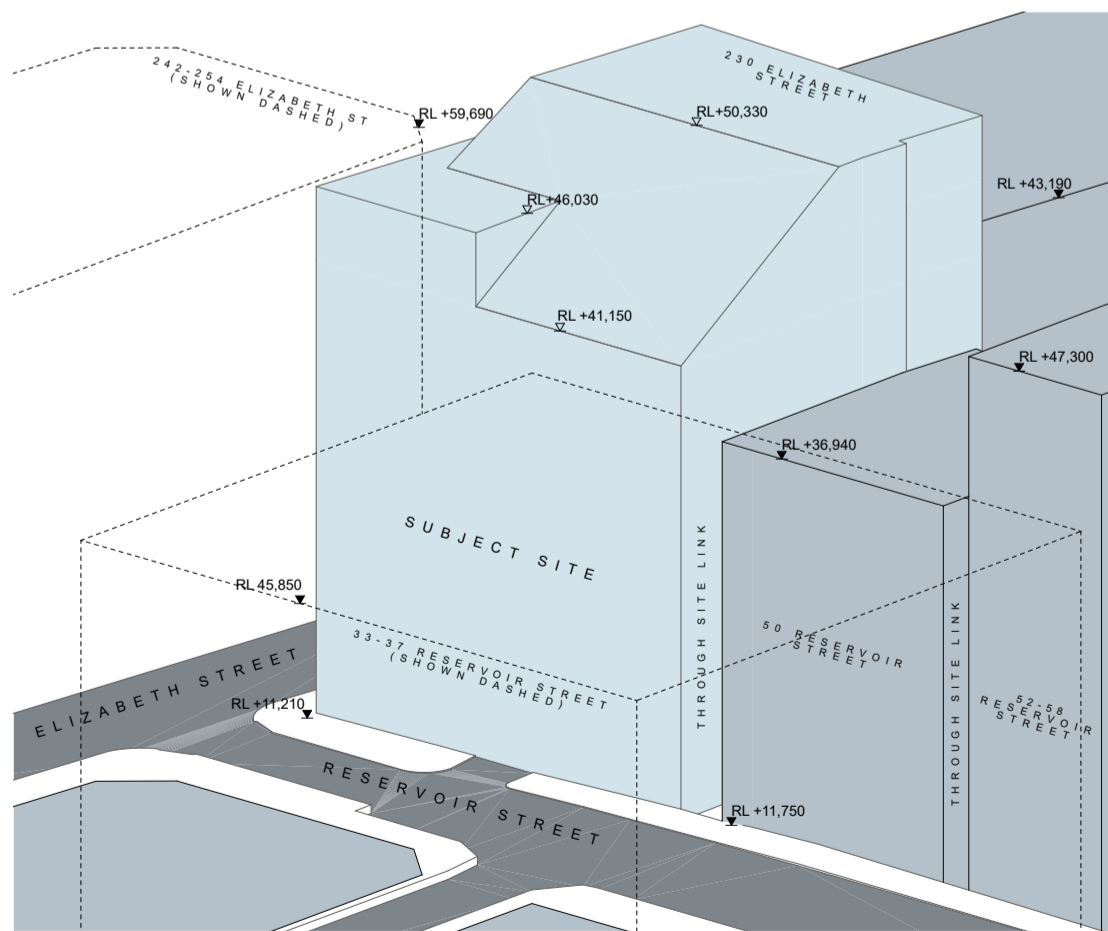 242-254 ELIZABETH ST
(SHOWN DASHED)
230 ELIZABETH
STREET
RL +59,690
RL+50,330
RL+46,030
RL +43,190
RL +41,150
RL +47,300
RL +36,940
SUBJECT SITE
THROUGH SITE LINK
RL 45,850
33-37 RESERVOIR STREET
(SHOWN DASHED)
50 RESERVOIR
STREET
THROUGH SITE LINK
52-58
RESERVOIR
STREET
ELIZABETH STREET
RL +11,210
RESERVOIR STREET
RL +11,750